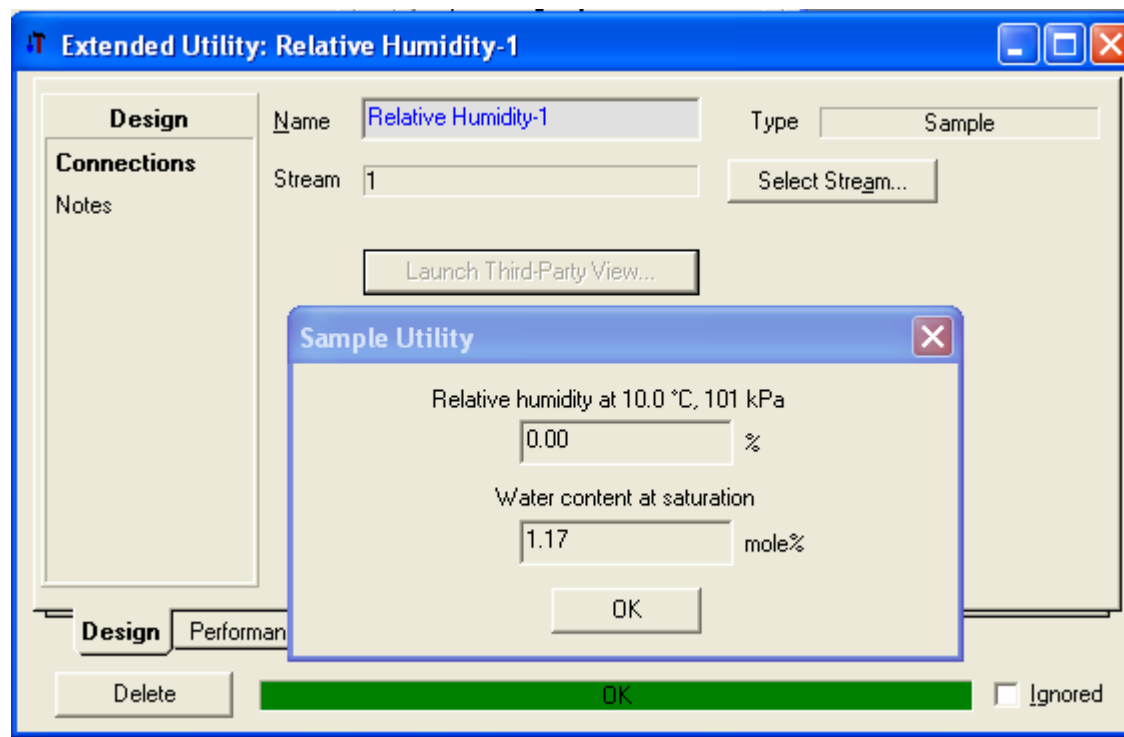 Extended Utility: Relative Humidity-1
Design
Connections
Notes
Name Relative Humidity-1 Type Sample
Stream 1 Select Stream...
Launch Third-Party View...
Sample Utility
Relative humidity at 10.0 °C, 101 kPa
0.00 %
Water content at saturation
1.17 mole%
OK
Design Performan
Delete OK Ignored